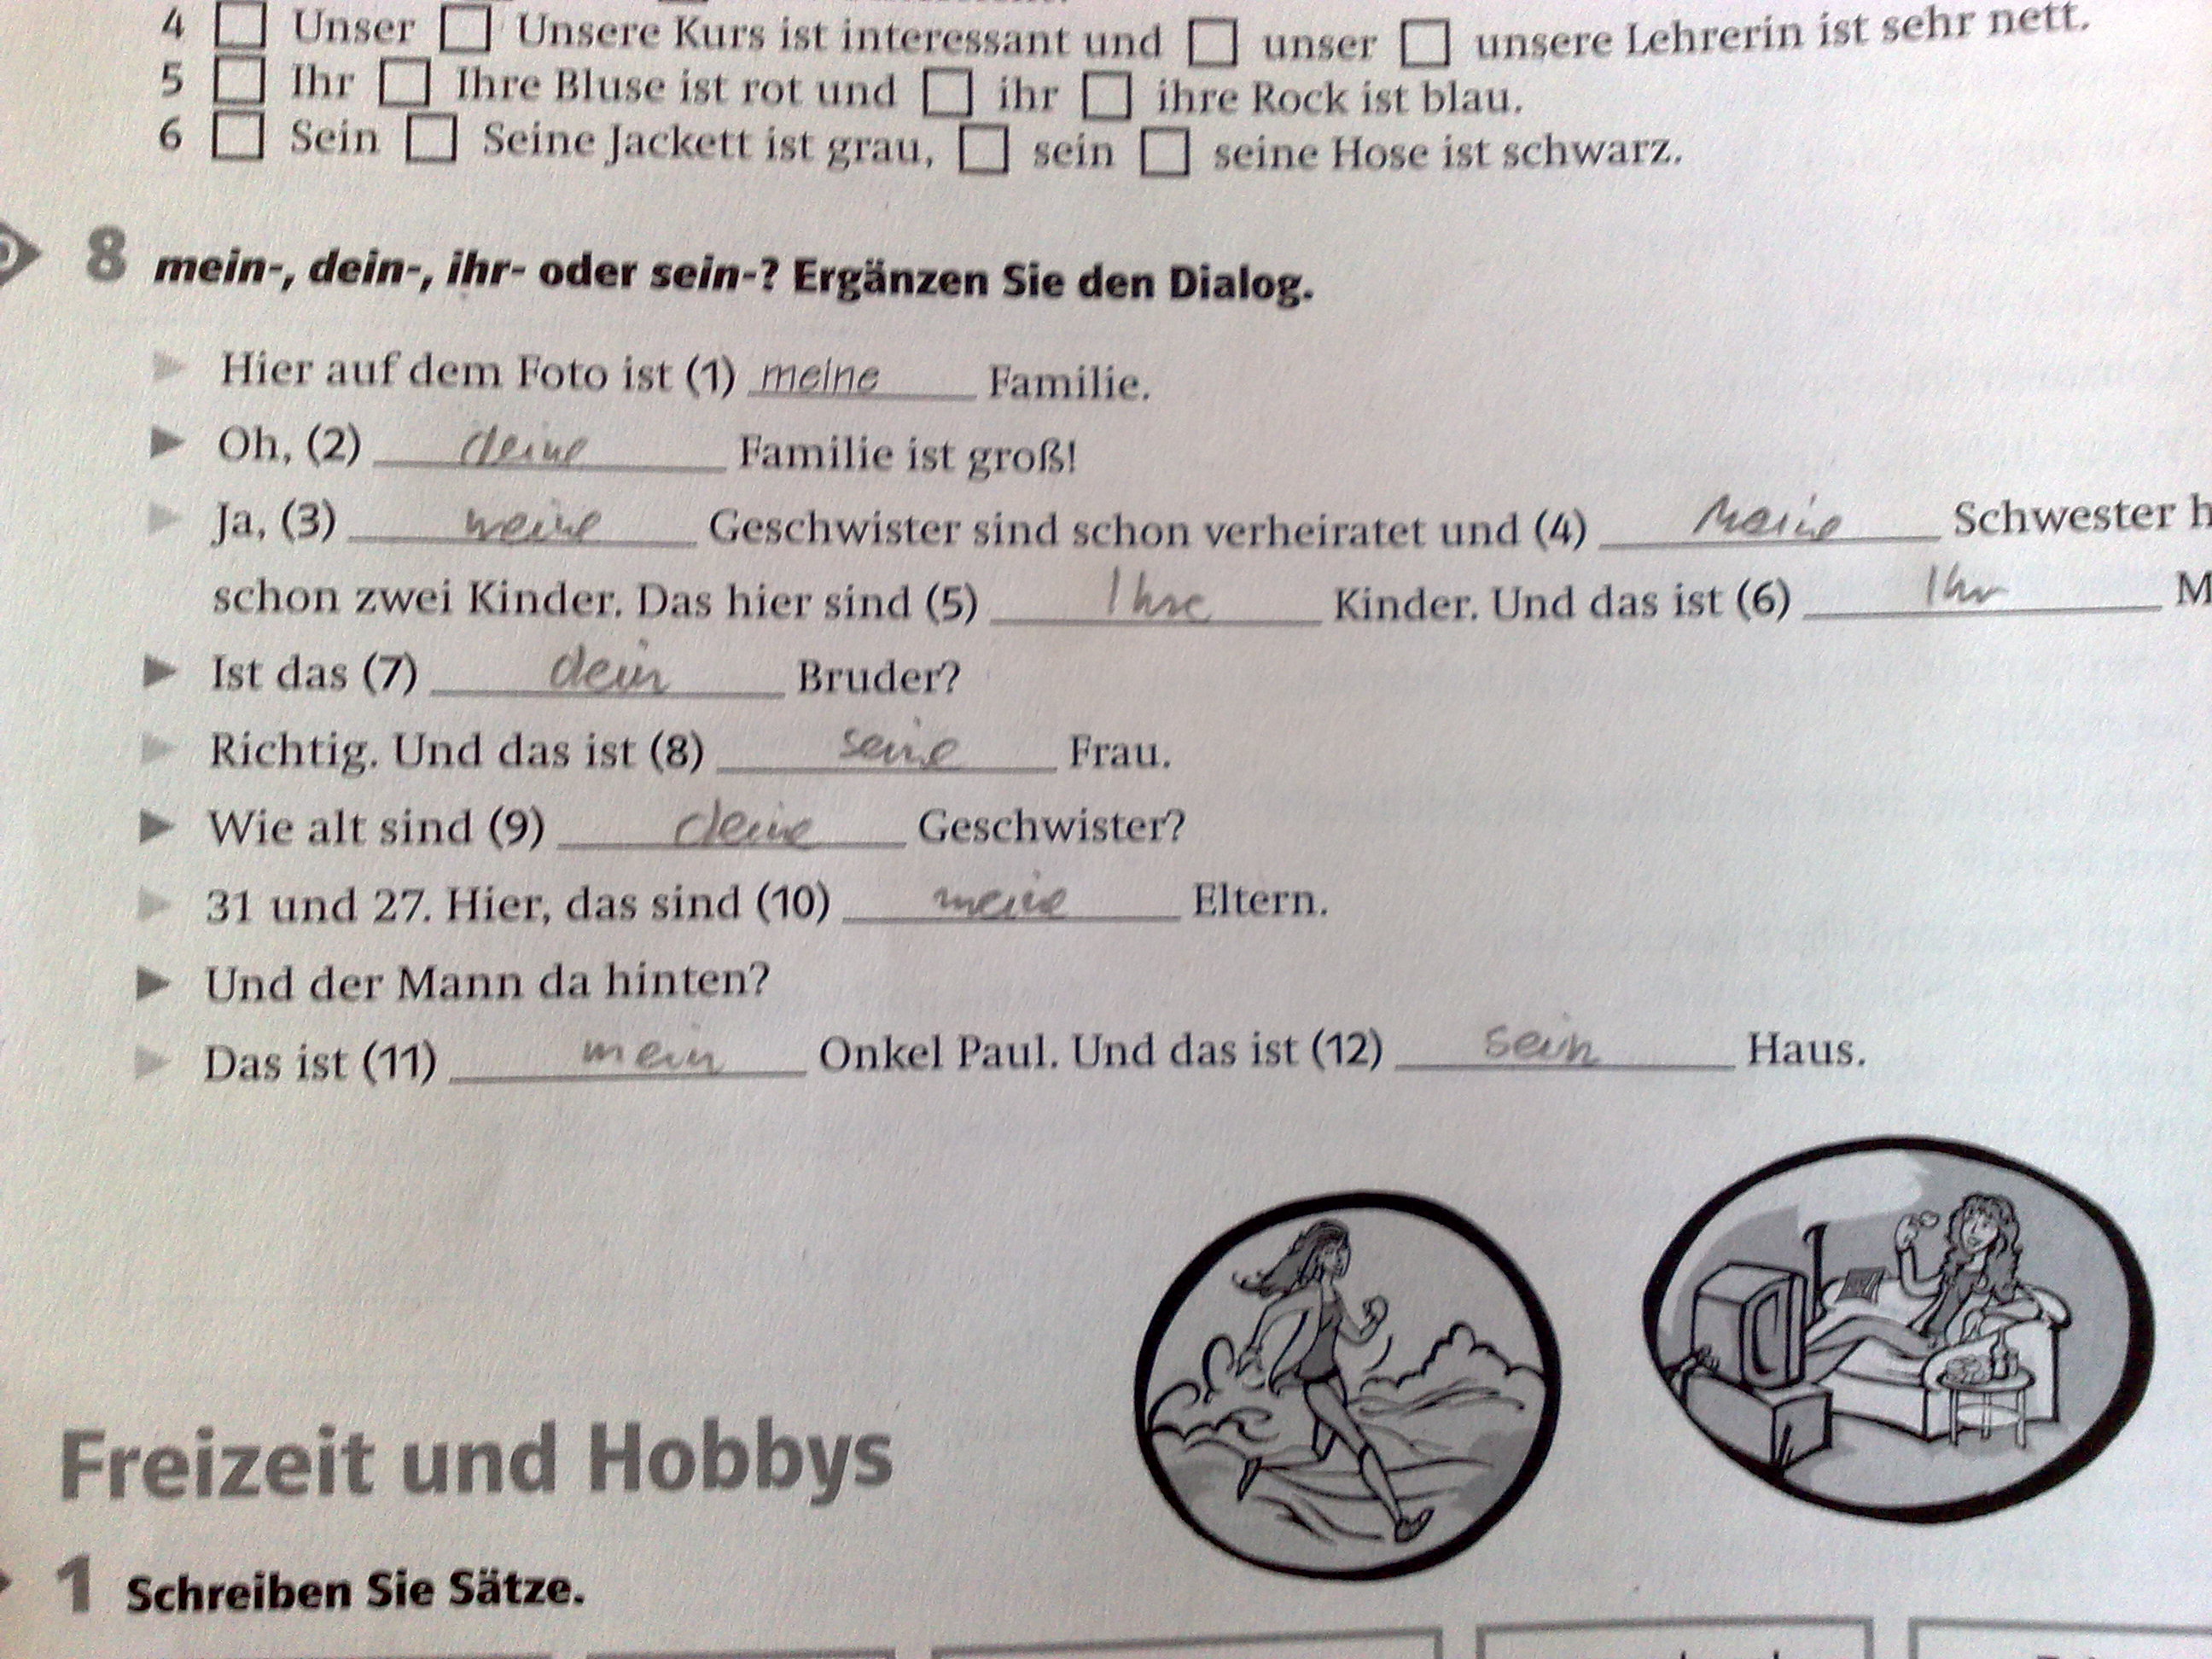 4 □ Unser □ Unsere Kurs ist interessant und □ unser □ unsere Lehrerin ist sehr nett.
5 □ Ihr □ Ihre Bluse ist rot und □ ihr □ ihre Rock ist blau.
6 □ Sein □ Seine Jackett ist grau, □ sein □ seine Hose ist schwarz.
8 mein-, dein-, ihr- oder sein-? Ergänzen Sie den Dialog.
Hier auf dem Foto ist (1) meine Familie.
Oh, (2) deine Familie ist groß!
Ja, (3) meine Geschwister sind schon verheiratet und (4) Meine Schwester h
schon zwei Kinder. Das hier sind (5) Ihre Kinder. Und das ist (6) Ihr M
Ist das (7) dein Bruder?
Richtig. Und das ist (8) seine Frau.
Wie alt sind (9) deine Geschwister?
31 und 27. Hier, das sind (10) meine Eltern.
Und der Mann da hinten?
Das ist (11) mein Onkel Paul. Und das ist (12) sein Haus.
Freizeit und Hobbys
1 Schreiben Sie Sätze.